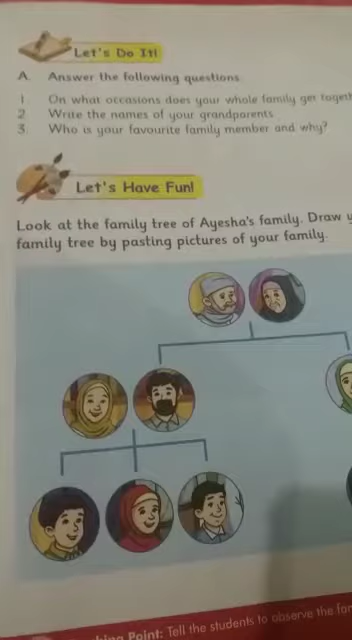 Let's Do It!
A. Answer the following questions.
1. On what occasions does your whole family get
2. Write the names of your grandparents.
3. Who is your favourite family member and why?
Let's Have Fun!
Look at the family tree of Ayesha's family. Draw
family tree by pasting pictures of your family.
Point: Tell the students to observe the